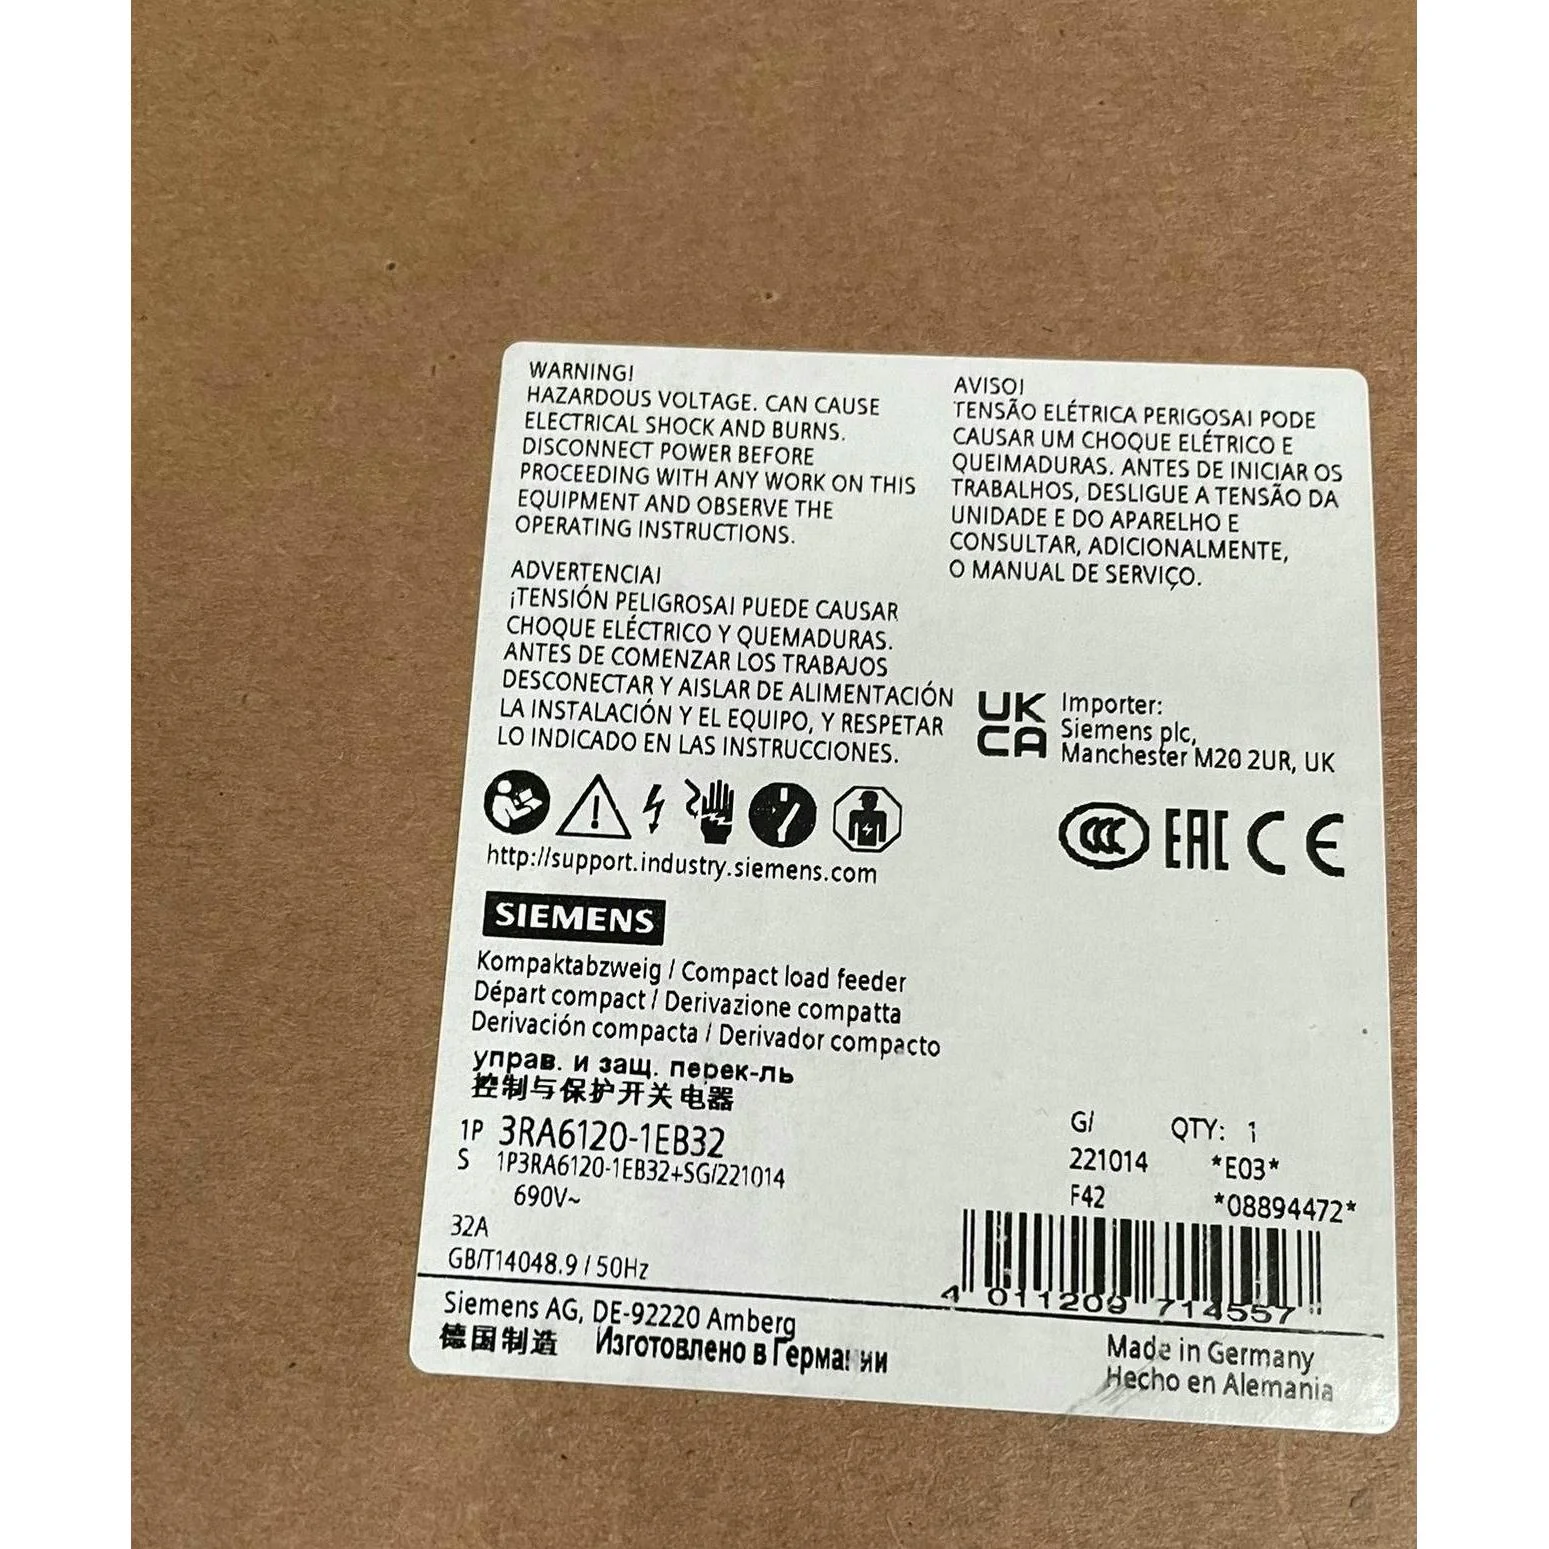 WARNING!
HAZARDOUS VOLTAGE. CAN CAUSE
ELECTRICAL SHOCK AND BURNS.
DISCONNECT POWER BEFORE
PROCEEDING WITH ANY WORK ON THIS
EQUIPMENT AND OBSERVE THE
OPERATING INSTRUCTIONS.
ADVERTENCIA!
¡TENSIÓN PELIGROSA! PUEDE CAUSAR
CHOQUE ELÉCTRICO Y QUEMADURAS.
ANTES DE COMENZAR LOS TRABAJOS
DESCONECTAR Y AISLAR DE ALIMENTACIÓN
LA INSTALACIÓN Y EL EQUIPO, Y RESPETAR
LO INDICADO EN LAS INSTRUCCIONES.
http://support.industry.siemens.com
AVISO!
TENSÃO ELÉTRICA PERIGOSA! PODE
CAUSAR UM CHOQUE ELÉTRICO E
QUEIMADURAS. ANTES DE INICIAR OS
TRABALHOS, DESLIGUE A TENSÃO DA
UNIDADE E DO APARELHO E
CONSULTAR, ADICIONALMENTE,
O MANUAL DE SERVIÇO.
UK
CA
Importer:
Siemens plc,
Manchester M20 2UR, UK
CCC EAC CE
SIEMENS
Kompaktabzweig / Compact load feeder
Départ compact / Derivazione compatta
Derivación compacta / Derivador compacto
управ. и защ. перек-ль
控制与保护开关电器
1P 3RA6120-1EB32
S 1P3RA6120-1EB32+SG/221014
690V~
32A
GB/T14048.9 / 50Hz
G/ QTY: 1
221014 *E03*
F42 *08894472*
4 011209 714557
Siemens AG, DE-92220 Amberg
德国制造 Изготовлено в Германии
Made in Germany
Hecho en Alemania